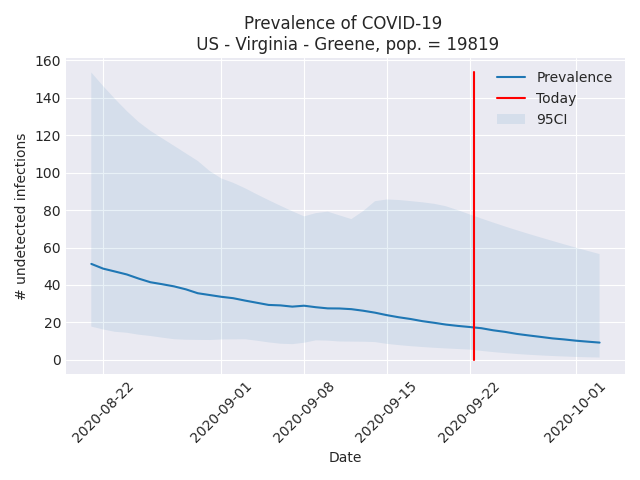 Prevalence of COVID-19
US - Virginia - Greene, pop. = 19819
160
140
120
100
80
60
40
20
0
# undetected infections
Prevalence
Today
95CI
2020-08-22
2020-09-01
2020-09-08
2020-09-15
2020-09-22
2020-10-01
Date